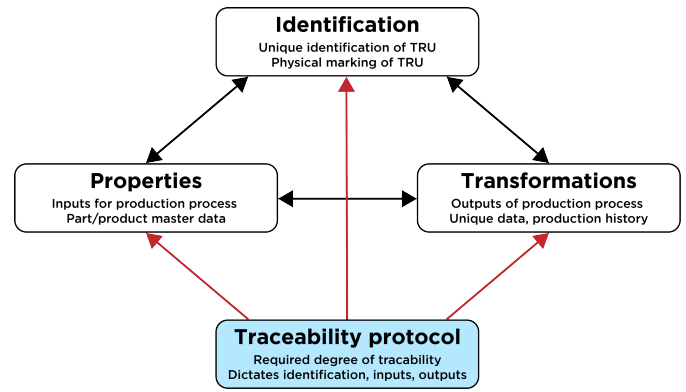 Identification
Unique identification of TRU
Physical marking of TRU
Properties
Inputs for production process
Part/product master data
Transformations
Outputs of production process
Unique data, production history
Traceability protocol
Required degree of tracability
Dictates identification, inputs, outputs